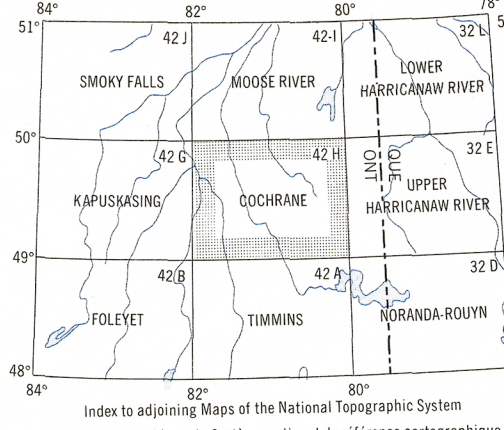 84° 82° 80° 78°
51° 42 J 42-I 32 L 5
SMOKY FALLS MOOSE RIVER LOWER
HARRICANAW RIVER
50° 42 G 42 H 32 E
ONT QUE
KAPUSKASING COCHRANE UPPER
HARRICANAW RIVER
49° 42 B 42 A 32 D
FOLEYET TIMMINS NORANDA-ROUYN
48°
84° 82° 80°
Index to adjoining Maps of the National Topographic System